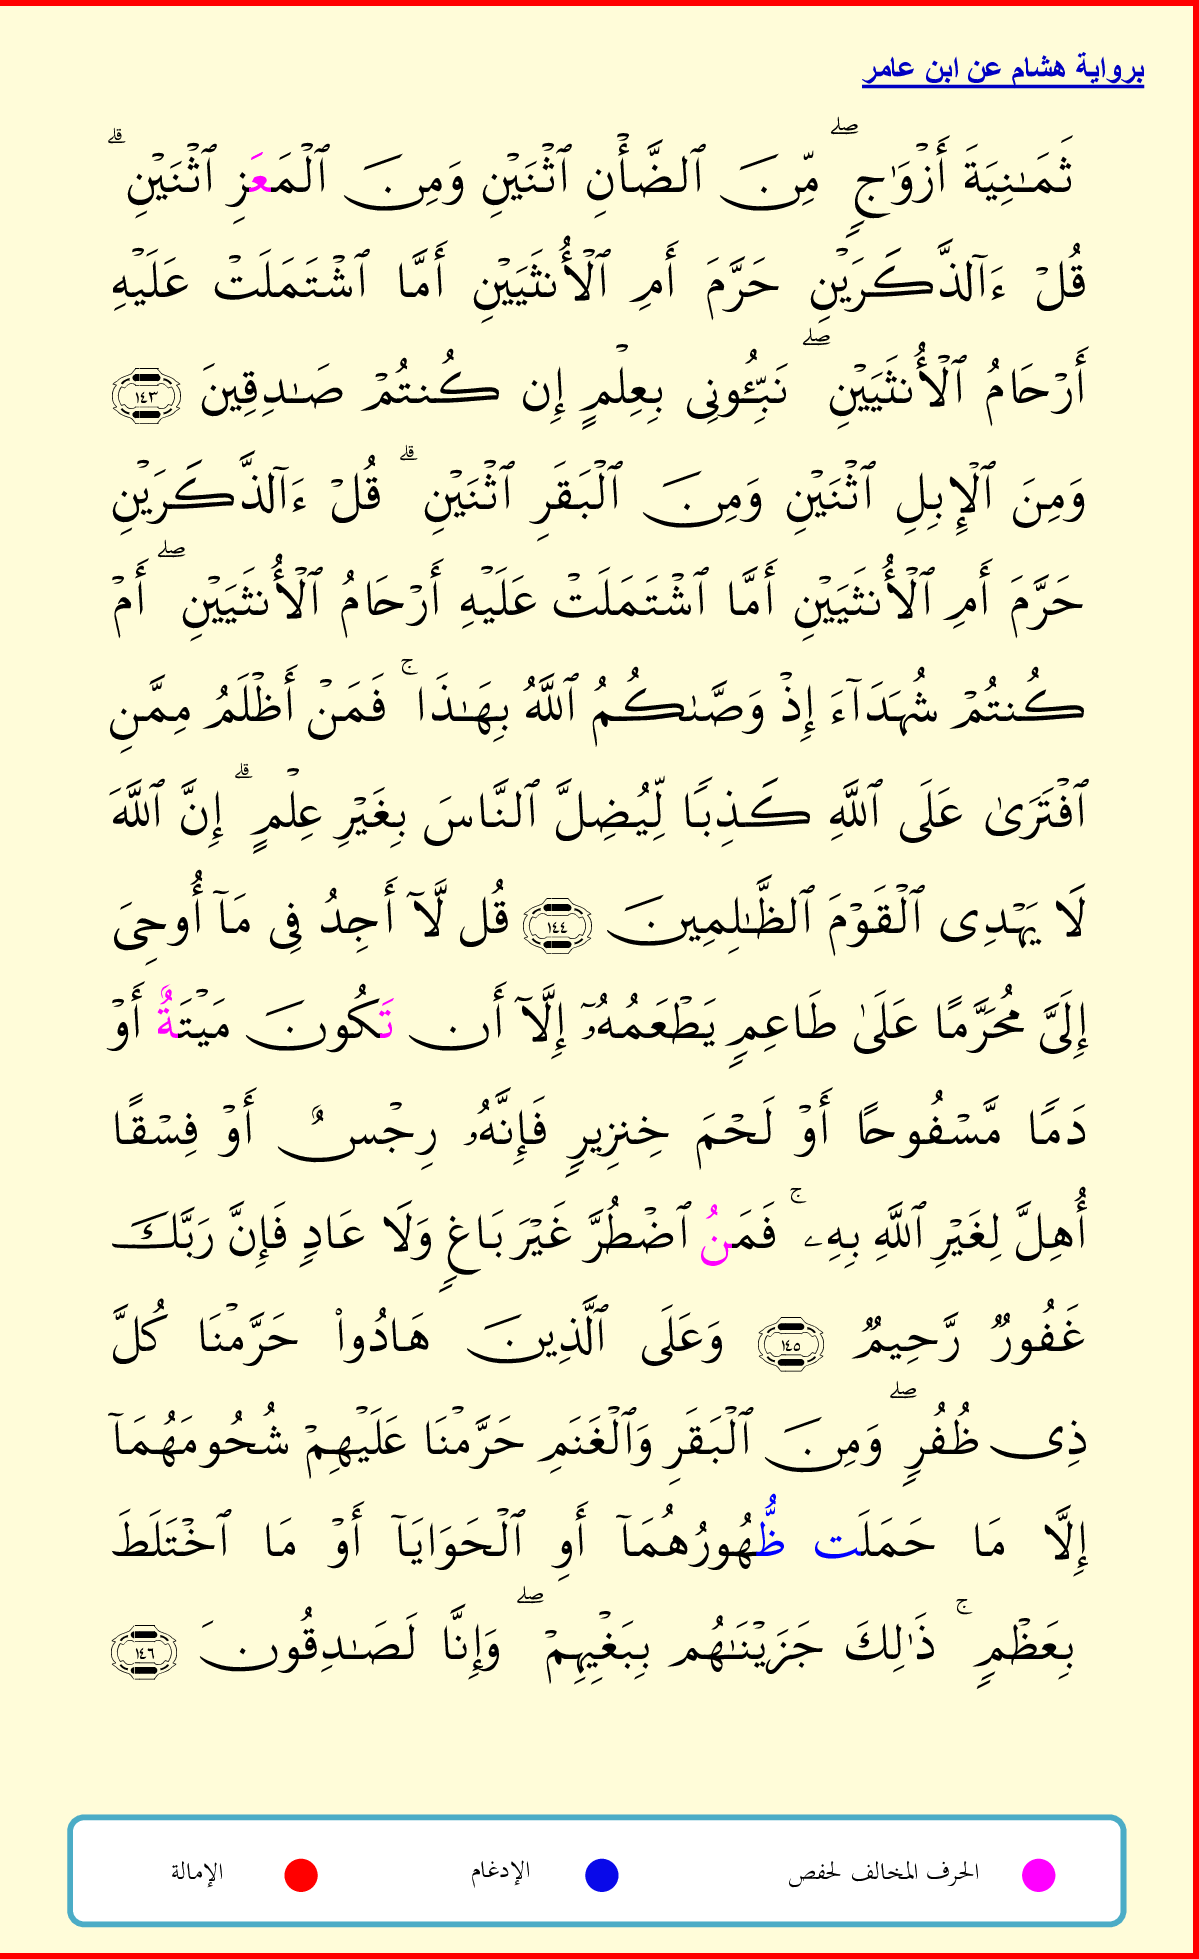 برواية هشام عن ابن عامر
ثَمَـٰنِيَةَ أَزۡوَٰجٖۖ مِّنَ ٱلضَّأۡنِ ٱثۡنَيۡنِ وَمِنَ ٱلۡمَعَزِ ٱثۡنَيۡنِۗ
قُلۡ ءَآلذَّكَرَيۡنِ حَرَّمَ أَمِ ٱلۡأُنثَيَيۡنِ أَمَّا ٱشۡتَمَلَتۡ عَلَيۡهِ
أَرۡحَامُ ٱلۡأُنثَيَيۡنِۖ نَبِّـُٔونِى بِعِلۡمٍ إِن كُنتُمۡ صَـٰدِقِينَ ١٤٣
وَمِنَ ٱلۡإِبِلِ ٱثۡنَيۡنِ وَمِنَ ٱلۡبَقَرِ ٱثۡنَيۡنِۗ قُلۡ ءَآلذَّكَرَيۡنِ
حَرَّمَ أَمِ ٱلۡأُنثَيَيۡنِ أَمَّا ٱشۡتَمَلَتۡ عَلَيۡهِ أَرۡحَامُ ٱلۡأُنثَيَيۡنِۖ أَمۡ
كُنتُمۡ شُهَدَآءَ إِذۡ وَصَّىٰكُمُ ٱللَّهُ بِهَـٰذَاۚ فَمَنۡ أَظۡلَمُ مِمَّنِ
ٱفۡتَرَىٰ عَلَى ٱللَّهِ كَذِبٗا لِّيُضِلَّ ٱلنَّاسَ بِغَيۡرِ عِلۡمٍۗ إِنَّ ٱللَّهَ
لَا يَهۡدِى ٱلۡقَوۡمَ ٱلظَّـٰلِمِينَ ١٤٤ قُل لَّآ أَجِدُ فِى مَآ أُوحِىَ
إِلَىَّ مُحَرَّمًا عَلَىٰ طَاعِمٖ يَطۡعَمُهُۥٓ إِلَّآ أَن تَكُونَ مَيۡتَةٌ أَوۡ
دَمٗا مَّسۡفُوحًا أَوۡ لَحۡمَ خِنزِيرٖ فَإِنَّهُۥ رِجۡسٌ أَوۡ فِسۡقًا
أُهِلَّ لِغَيۡرِ ٱللَّهِ بِهِۦۚ فَمَنُ ٱضۡطُرَّ غَيۡرَ بَاغٖ وَلَا عَادٖ فَإِنَّ رَبَّكَ
غَفُورٞ رَّحِيمٞ ١٤٥ وَعَلَى ٱلَّذِينَ هَادُواْ حَرَّمۡنَا كُلَّ
ذِى ظُفُرٖۖ وَمِنَ ٱلۡبَقَرِ وَٱلۡغَنَمِ حَرَّمۡنَا عَلَيۡهِمۡ شُحُومَهُمَآ
إِلَّا مَا حَمَلَت ظُّهُورُهُمَآ أَوِ ٱلۡحَوَايَآ أَوۡ مَا ٱخۡتَلَطَ
بِعَظۡمٖۚ ذَٰلِكَ جَزَيۡنَـٰهُم بِبَغۡيِهِمۡۖ وَإِنَّا لَصَـٰدِقُونَ ١٤٦
الحرف المخالف لحفص الإدغام الإمالة